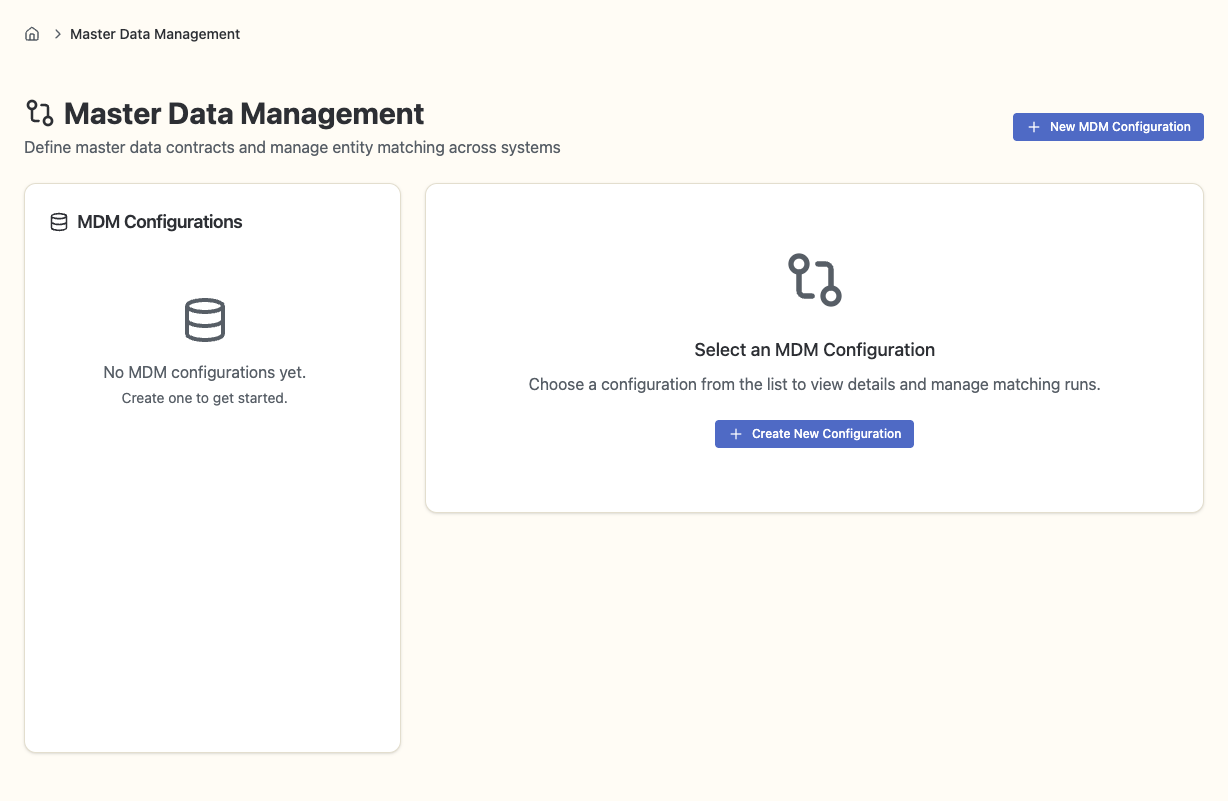 Master Data Management
Master Data Management
Define master data contracts and manage entity matching across systems
New MDM Configuration
MDM Configurations
No MDM configurations yet.
Create one to get started.
Select an MDM Configuration
Choose a configuration from the list to view details and manage matching runs.
Create New Configuration